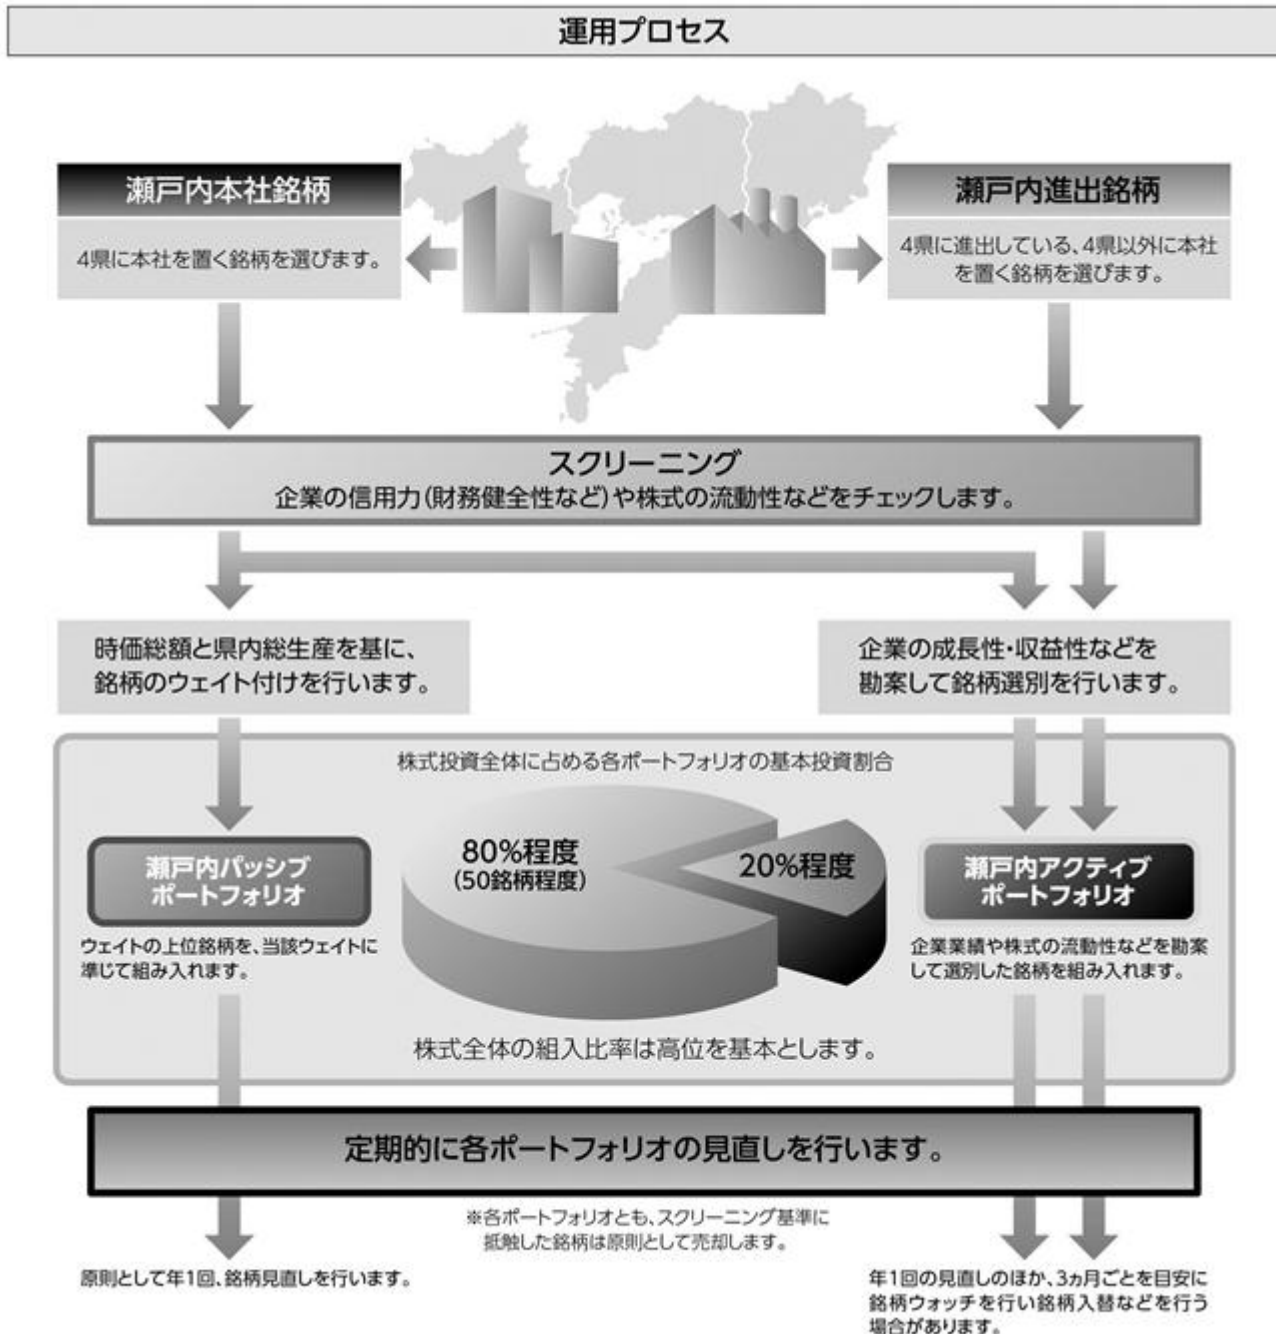 運用プロセス
瀬戸内本社銘柄
4県に本社を置く銘柄を選びます。
瀬戸内進出銘柄
4県に進出している、4県以外に本社
を置く銘柄を選びます。
スクリーニング
企業の信用力(財務健全性など)や株式の流動性などをチェックします。
時価総額と県内総生産を基に、
銘柄のウェイト付けを行います。
企業の成長性・収益性などを
勘案して銘柄選別を行います。
株式投資全体に占める各ポートフォリオの基本投資割合
80%程度
(50銘柄程度)
20%程度
瀬戸内パッシブ
ポートフォリオ
ウェイトの上位銘柄を、当該ウェイトに
準じて組み入れます。
瀬戸内アクティブ
ポートフォリオ
企業業績や株式の流動性などを勘案
して選別した銘柄を組み入れます。
株式全体の組入比率は高位を基本とします。
定期的に各ポートフォリオの見直しを行います。
※各ポートフォリオとも、スクリーニング基準に
抵触した銘柄は原則として売却します。
原則として年1回、銘柄見直しを行います。
年1回の見直しのほか、3ヵ月ごとを目安に
銘柄ウォッチを行い銘柄入替などを行う
場合があります。